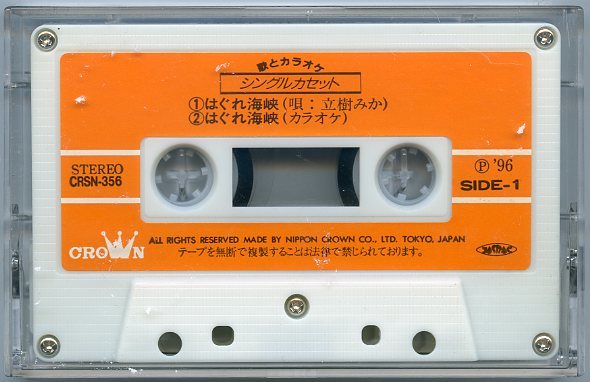 歌とカラオケ
シングルカセット
①はぐれ海峡(唄：立樹みか)
②はぐれ海峡(カラオケ)
STEREO
CRSN-356
Ⓟ '96
SIDE-1
CROWN
ALL RIGHTS RESERVED MADE BY NIPPON CROWN CO., LTD. TOKYO, JAPAN
テープを無断で複製することは法律で禁じられております。
JASRAC